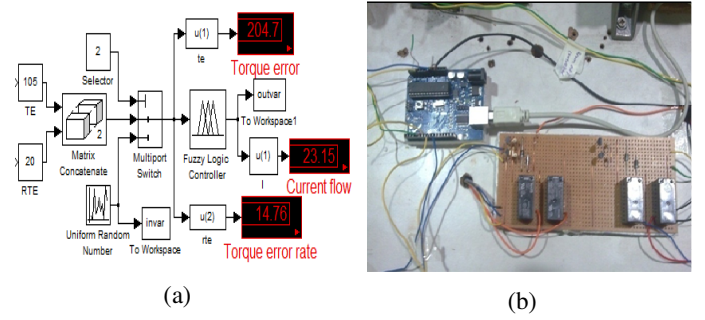 2
Selector
u(1)
te
204.7
Torque error
105
TE
2
Matrix
Concatenate
Multiport
Switch
Fuzzy Logic
Controller
outvar
To Workspace1
20
RTE
u(1)
I
23.15
Current flow
Uniform Random
Number
invar
To Workspace
u(2)
rte
14.76
Torque error rate
(a)
(b)